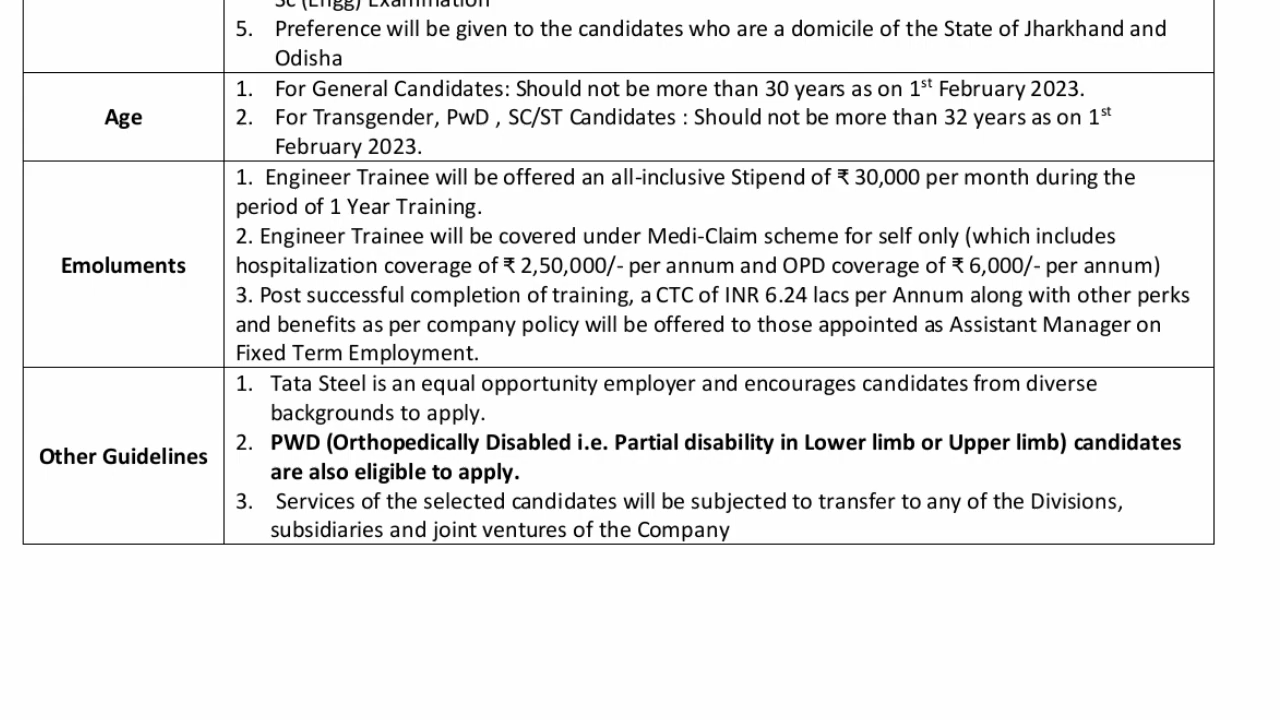 Sc (Engg) Examination
5. Preference will be given to the candidates who are a domicile of the State of Jharkhand and
Odisha
Age
1. For General Candidates: Should not be more than 30 years as on 1st February 2023.
2. For Transgender, PwD , SC/ST Candidates : Should not be more than 32 years as on 1st
February 2023.
Emoluments
1. Engineer Trainee will be offered an all-inclusive Stipend of ₹ 30,000 per month during the
period of 1 Year Training.
2. Engineer Trainee will be covered under Medi-Claim scheme for self only (which includes
hospitalization coverage of ₹ 2,50,000/- per annum and OPD coverage of ₹ 6,000/- per annum)
3. Post successful completion of training, a CTC of INR 6.24 lacs per Annum along with other perks
and benefits as per company policy will be offered to those appointed as Assistant Manager on
Fixed Term Employment.
Other Guidelines
1. Tata Steel is an equal opportunity employer and encourages candidates from diverse
backgrounds to apply.
2. PWD (Orthopedically Disabled i.e. Partial disability in Lower limb or Upper limb) candidates
are also eligible to apply.
3. Services of the selected candidates will be subjected to transfer to any of the Divisions,
subsidiaries and joint ventures of the Company